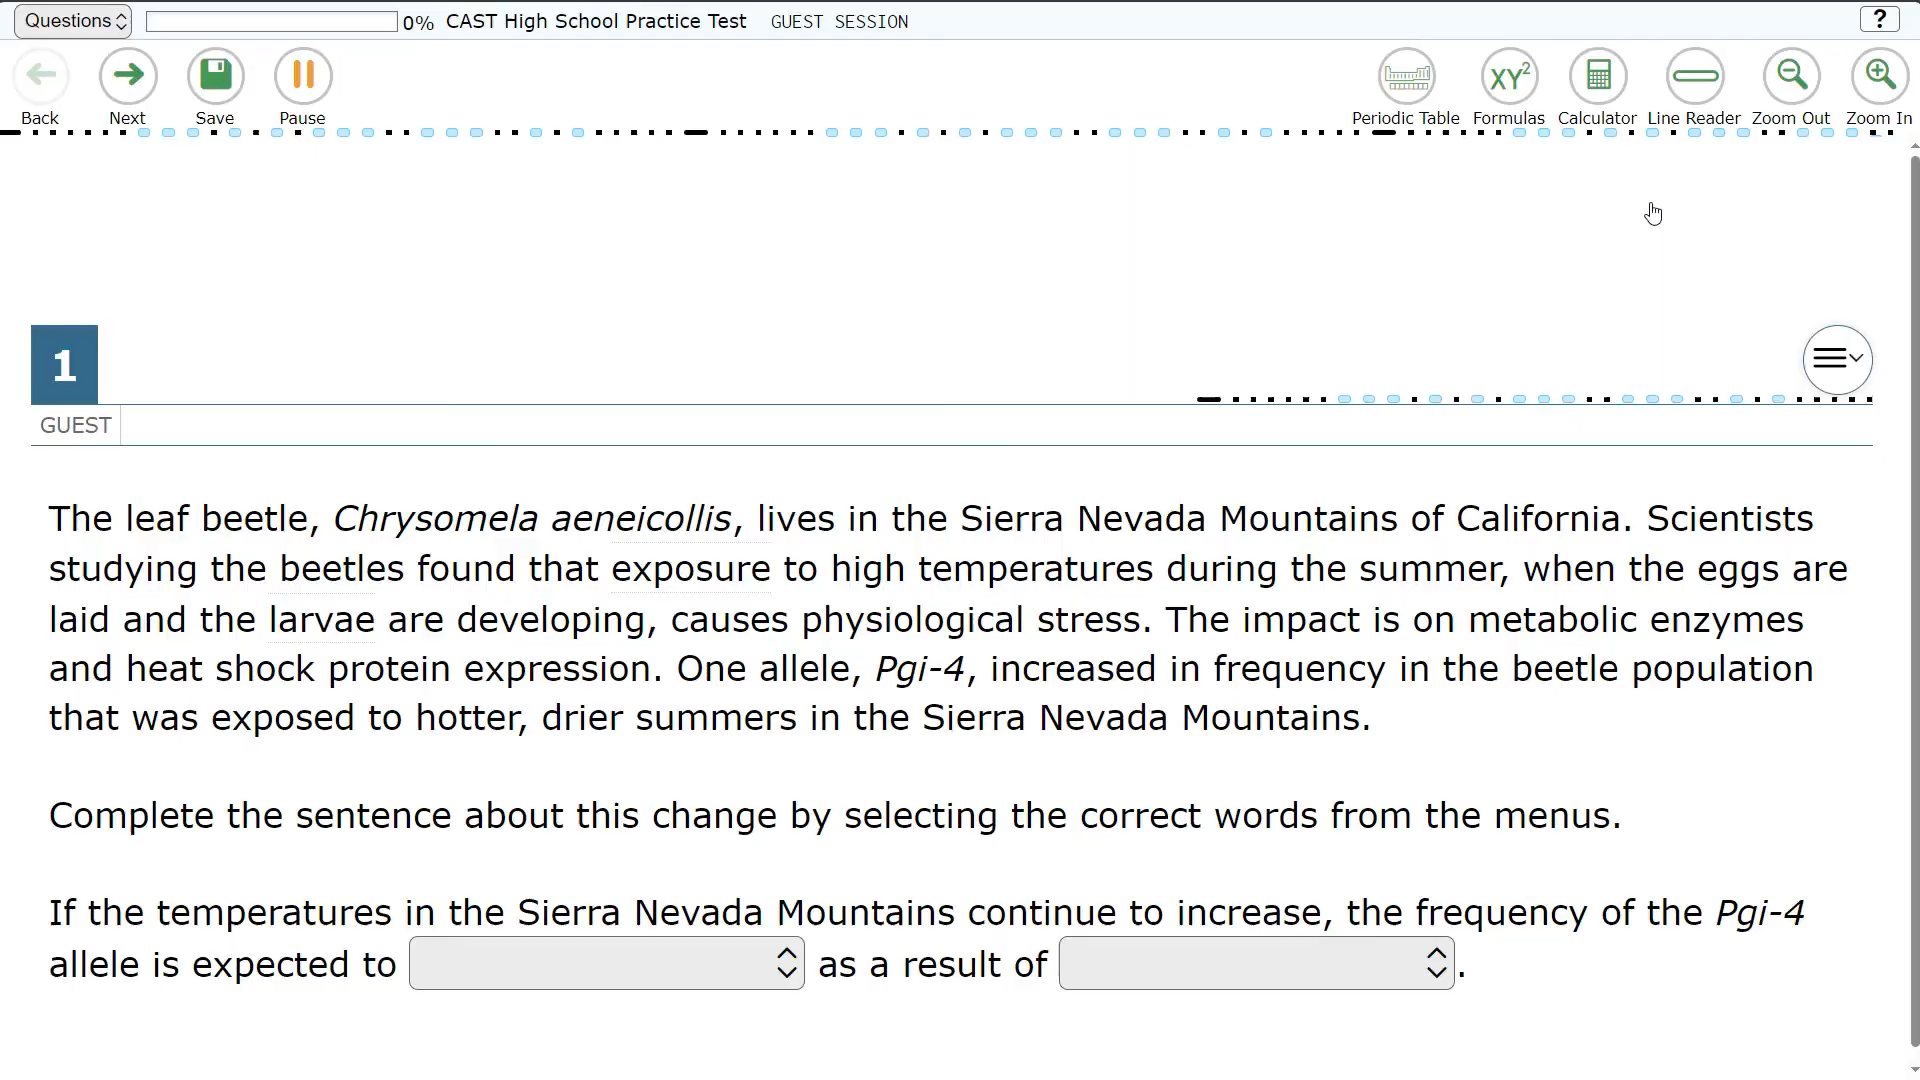 Questions 0% CAST High School Practice Test GUEST SESSION ?
Back Next Save Pause Periodic Table XY² Formulas Calculator Line Reader Zoom Out Zoom In
1
GUEST
The leaf beetle, Chrysomela aeneicollis, lives in the Sierra Nevada Mountains of California. Scientists
studying the beetles found that exposure to high temperatures during the summer, when the eggs are
laid and the larvae are developing, causes physiological stress. The impact is on metabolic enzymes
and heat shock protein expression. One allele, Pgi-4, increased in frequency in the beetle population
that was exposed to hotter, drier summers in the Sierra Nevada Mountains.
Complete the sentence about this change by selecting the correct words from the menus.
If the temperatures in the Sierra Nevada Mountains continue to increase, the frequency of the Pgi-4
allele is expected to as a result of .